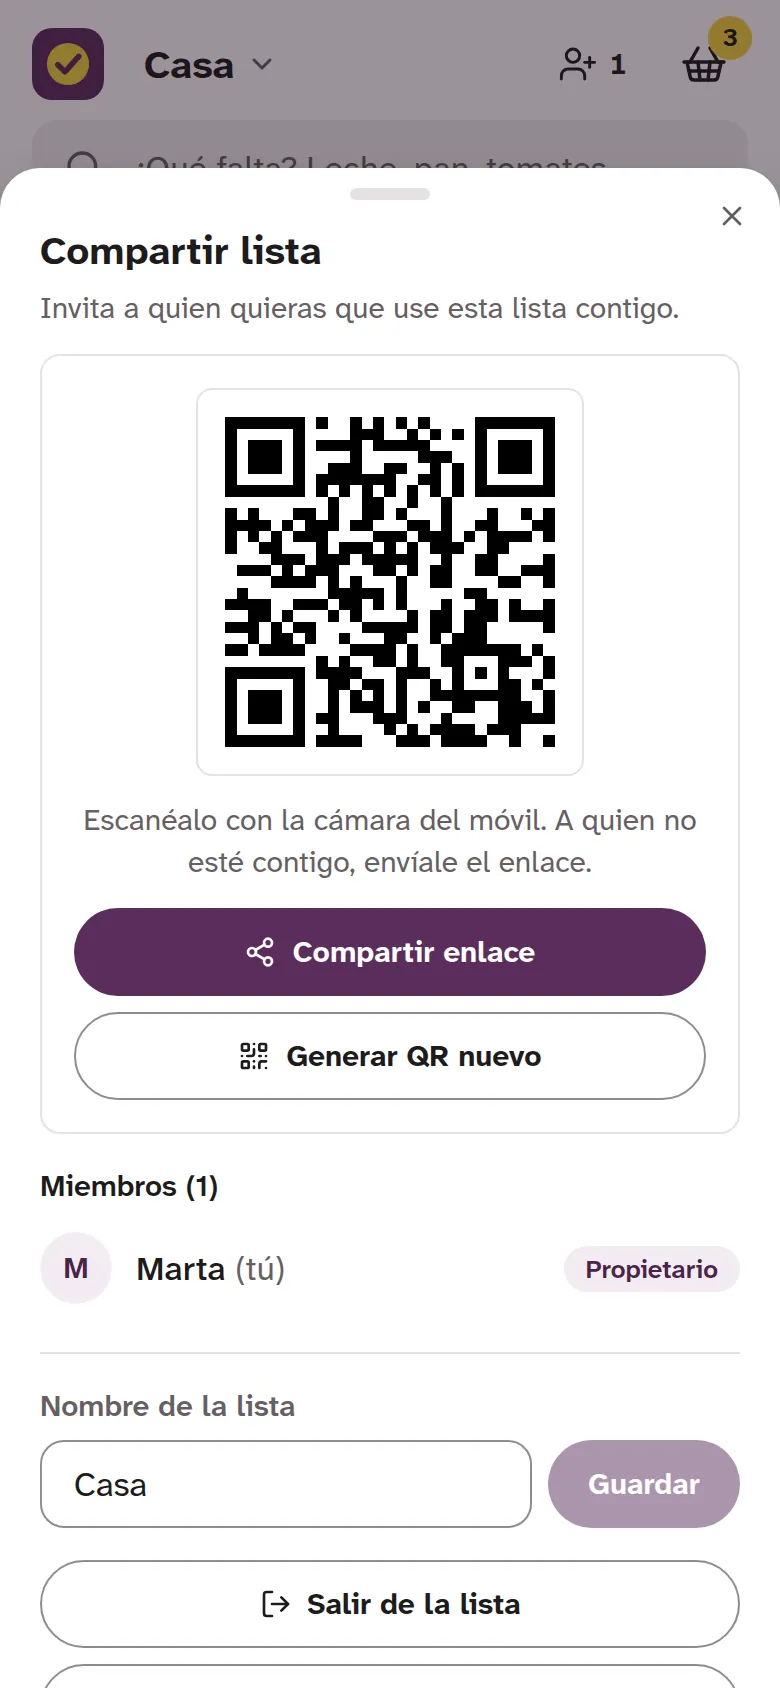 Casa
1
3
¿Qué falta? Leche, pan, tomates
Compartir lista
Invita a quien quieras que use esta lista contigo.
Escanéalo con la cámara del móvil. A quien no
esté contigo, envíale el enlace.
Compartir enlace
Generar QR nuevo
Miembros (1)
M
Marta (tú)
Propietario
Nombre de la lista
Casa
Guardar
Salir de la lista